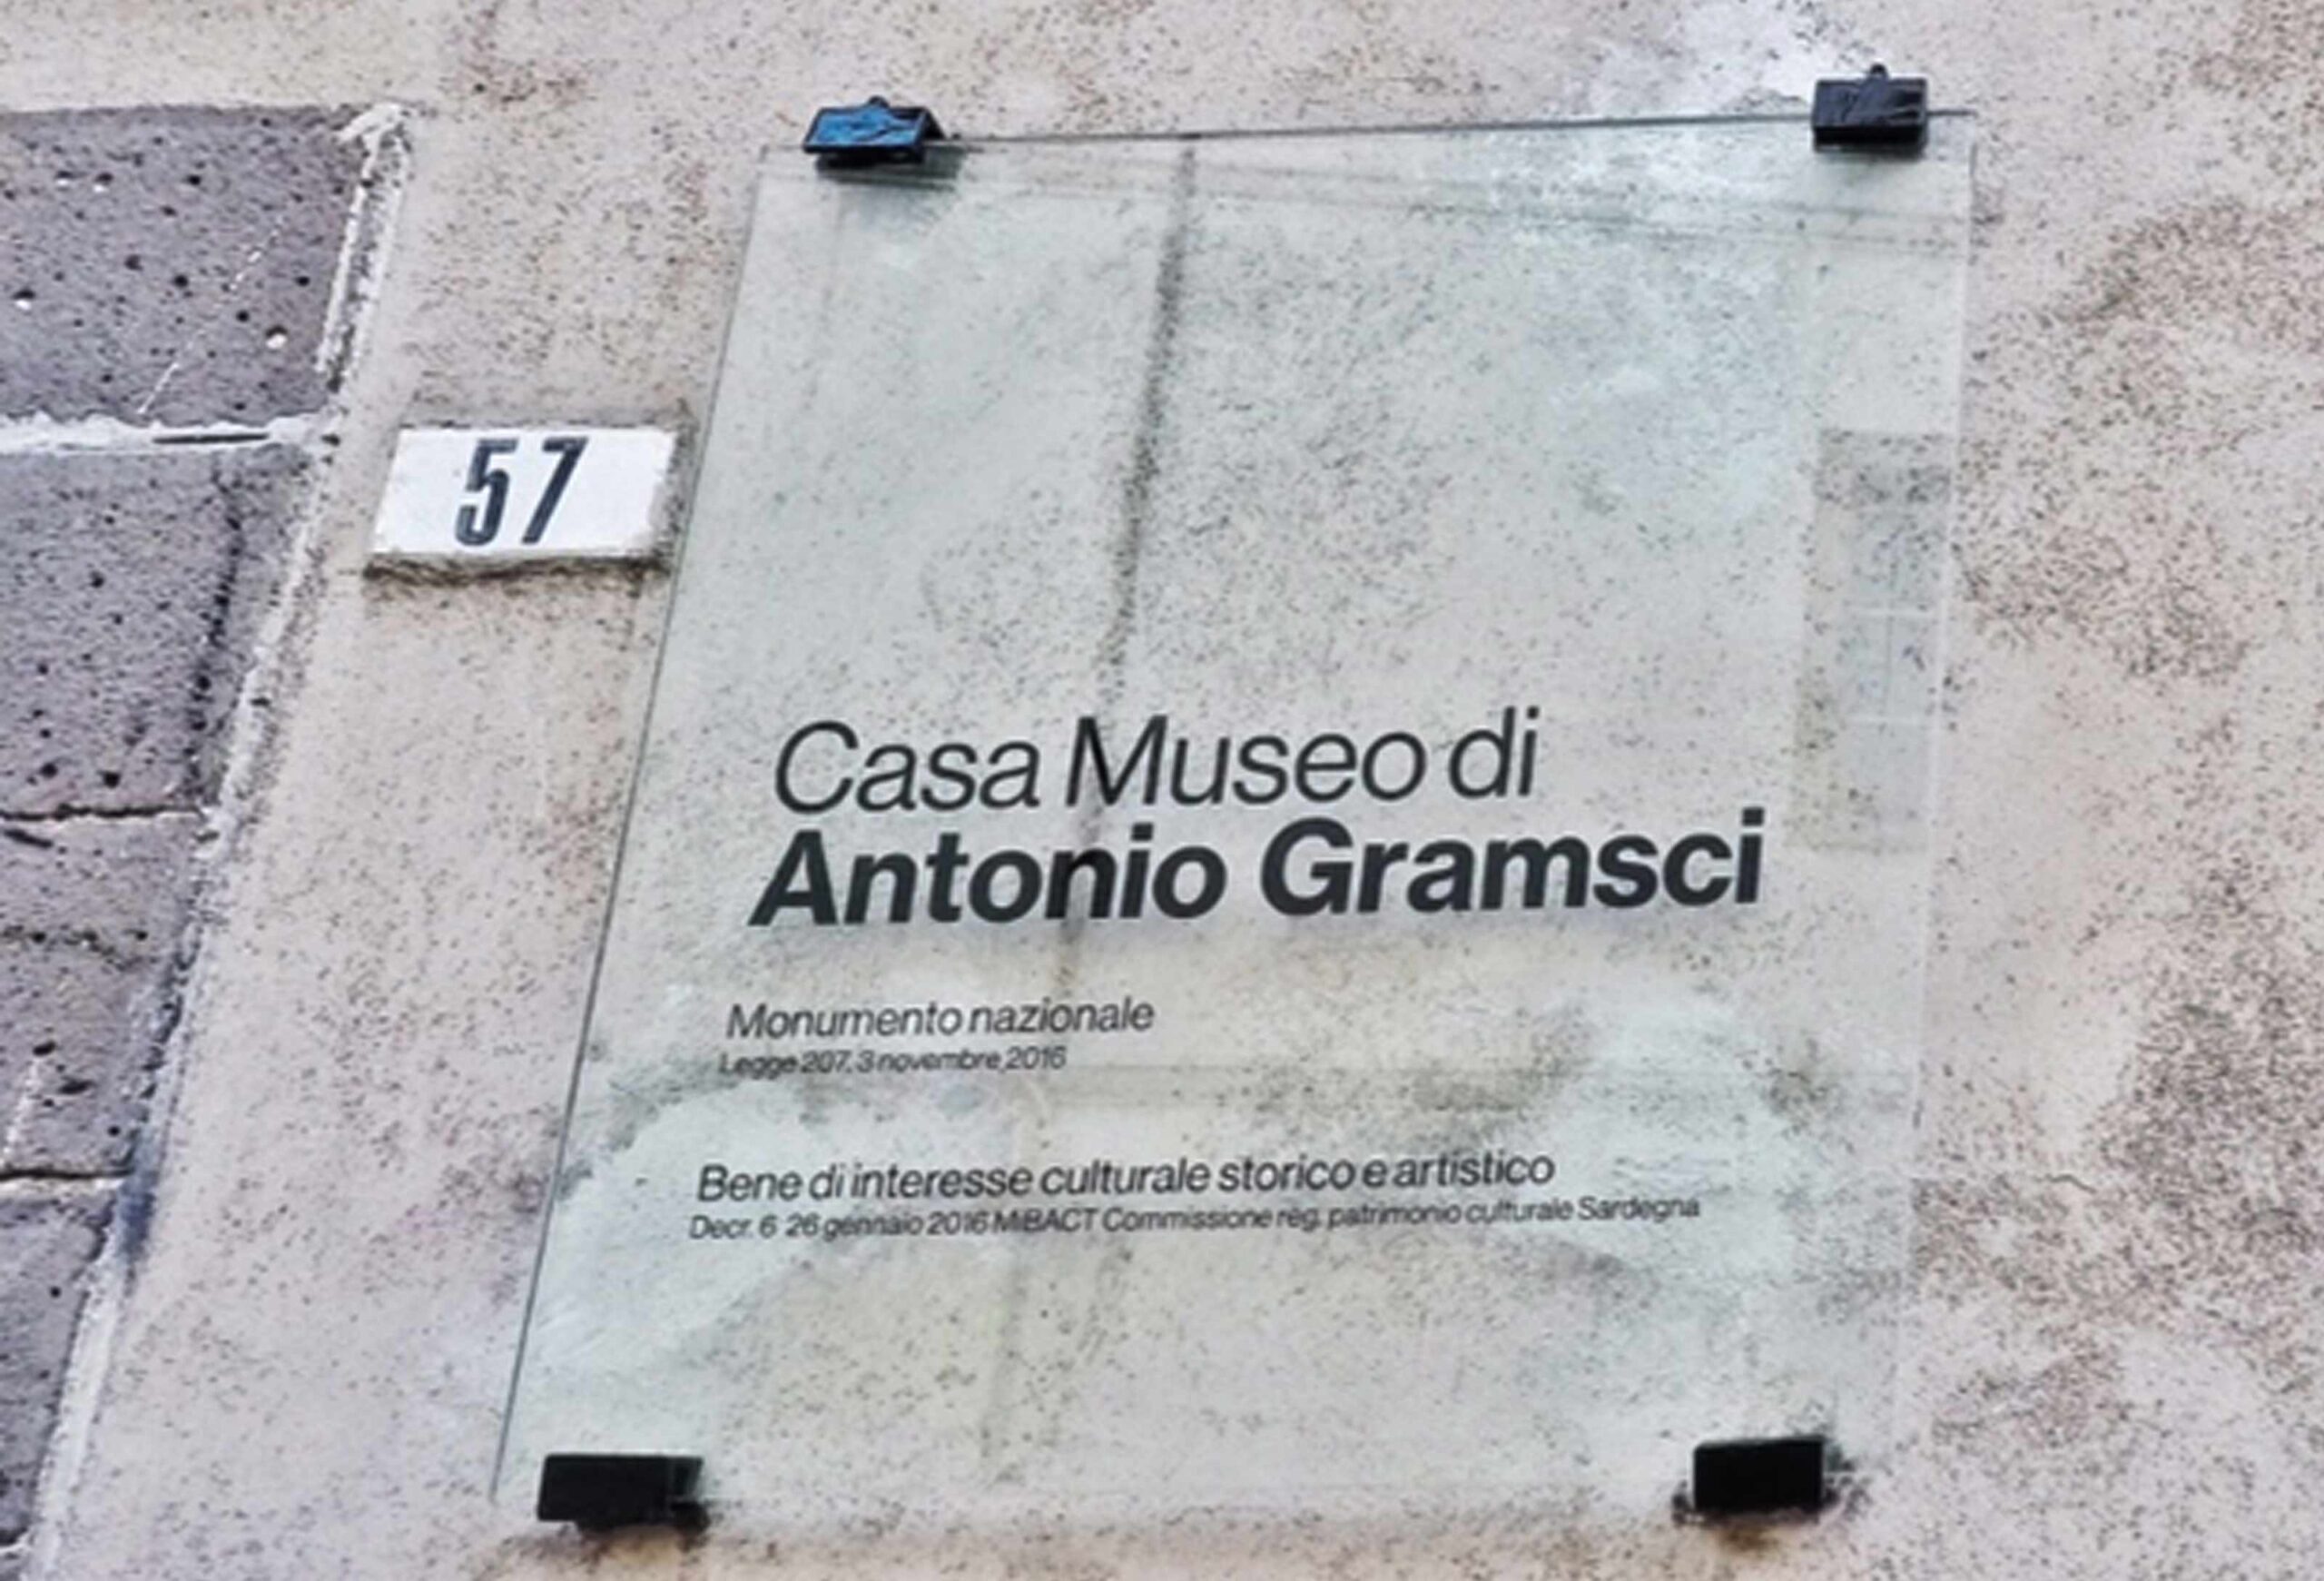 57
Casa Museo di
Antonio Gramsci
Monumento nazionale
Legge 207, 3 novembre 2016
Bene di interesse culturale storico e artistico
Decr. 6 26 gennaio 2016 MiBACT Commissione reg. patrimonio culturale Sardegna